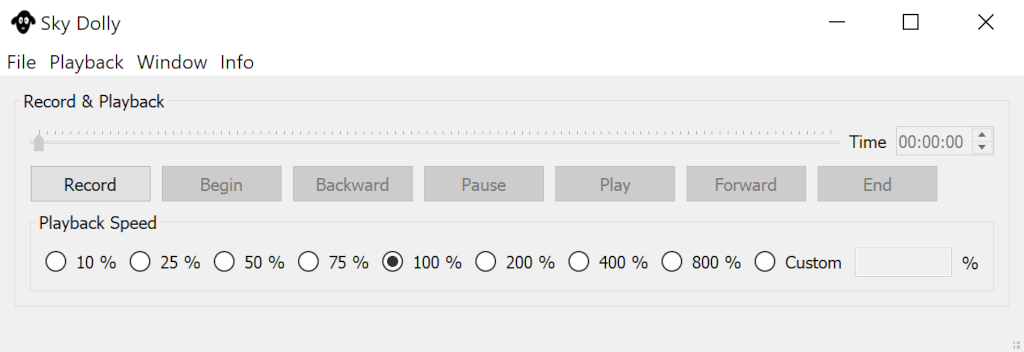 Sky Dolly
File Playback Window Info
Record & Playback
Time 00:00:00
Record Begin Backward Pause Play Forward End
Playback Speed
10 % 25 % 50 % 75 % 100 % 200 % 400 % 800 % Custom %